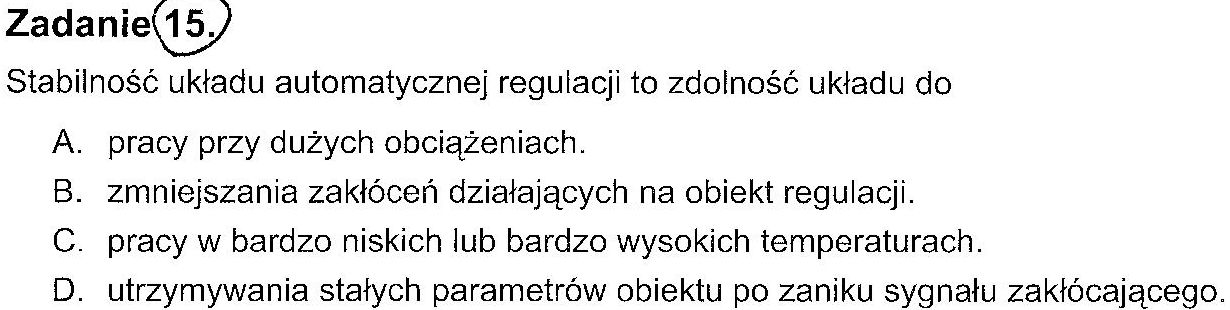 Zadanie 15.
Stabilność układu automatycznej regulacji to zdolność układu do
A. pracy przy dużych obciążeniach.
B. zmniejszania zakłóceń działających na obiekt regulacji.
C. pracy w bardzo niskich lub bardzo wysokich temperaturach.
D. utrzymywania stałych parametrów obiektu po zaniku sygnału zakłócającego.